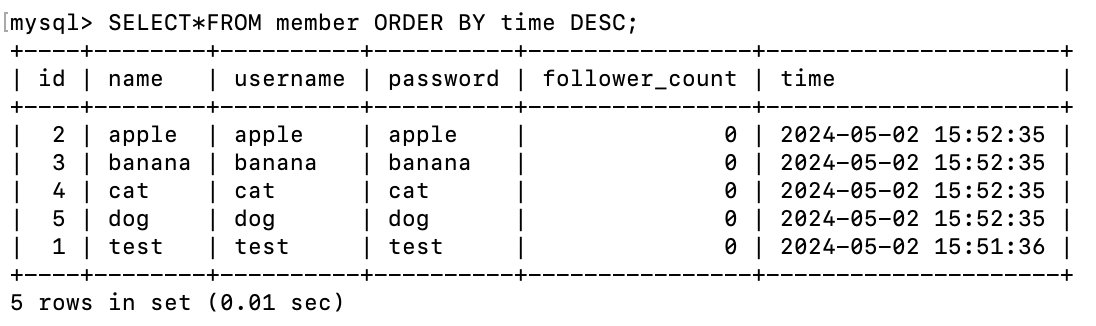 [mysql> SELECT*FROM member ORDER BY time DESC;
+----+--------+----------+----------+----------------+---------------------+
| id | name   | username | password | follower_count | time                |
+----+--------+----------+----------+----------------+---------------------+
|  2 | apple  | apple    | apple    |              0 | 2024-05-02 15:52:35 |
|  3 | banana | banana   | banana   |              0 | 2024-05-02 15:52:35 |
|  4 | cat    | cat      | cat      |              0 | 2024-05-02 15:52:35 |
|  5 | dog    | dog      | dog      |              0 | 2024-05-02 15:52:35 |
|  1 | test   | test     | test     |              0 | 2024-05-02 15:51:36 |
+----+--------+----------+----------+----------------+---------------------+
5 rows in set (0.01 sec)